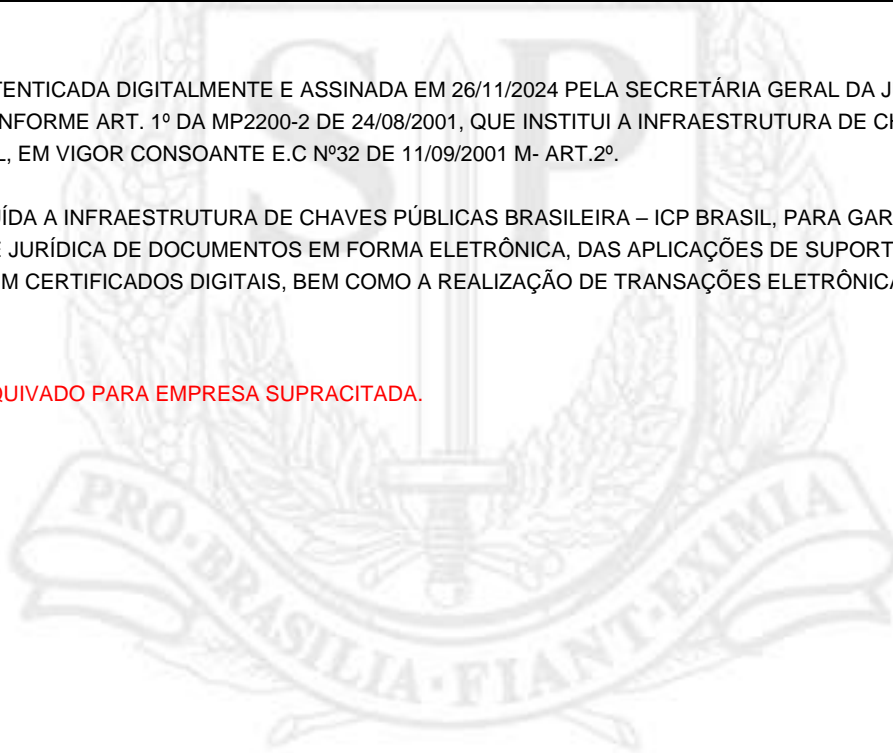 TENTICADA DIGITALMENTE E ASSINADA EM 26/11/2024 PELA SECRETÁRIA GERAL DA J
NFORME ART. 1º DA MP2200-2 DE 24/08/2001, QUE INSTITUI A INFRAESTRUTURA DE C
L, EM VIGOR CONSOANTE E.C Nº32 DE 11/09/2001 M- ART.2º.
UÍDA A INFRAESTRUTURA DE CHAVES PÚBLICAS BRASILEIRA – ICP BRASIL, PARA GAR
E JURÍDICA DE DOCUMENTOS EM FORMA ELETRÔNICA, DAS APLICAÇÕES DE SUPORT
M CERTIFICADOS DIGITAIS, BEM COMO A REALIZAÇÃO DE TRANSAÇÕES ELETRÔNICA
QUIVADO PARA EMPRESA SUPRACITADA.
SP
PRO·BRASILIA·FIANT·EXIMIA